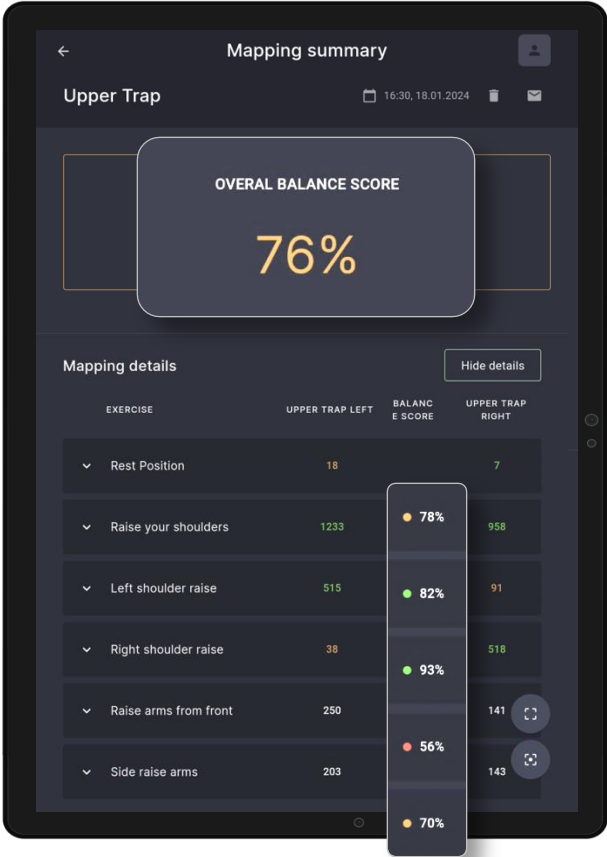 Mapping summary
Upper Trap
16:30, 18.01.2024
OVERAL BALANCE SCORE
76%
Mapping details
Hide details
EXERCISE UPPER TRAP LEFT BALANC E SCORE UPPER TRAP RIGHT
Rest Position 18 7
Raise your shoulders 1233 78% 958
Left shoulder raise 515 82% 91
Right shoulder raise 38 93% 518
Raise arms from front 250 56% 141
Side raise arms 203 70% 143